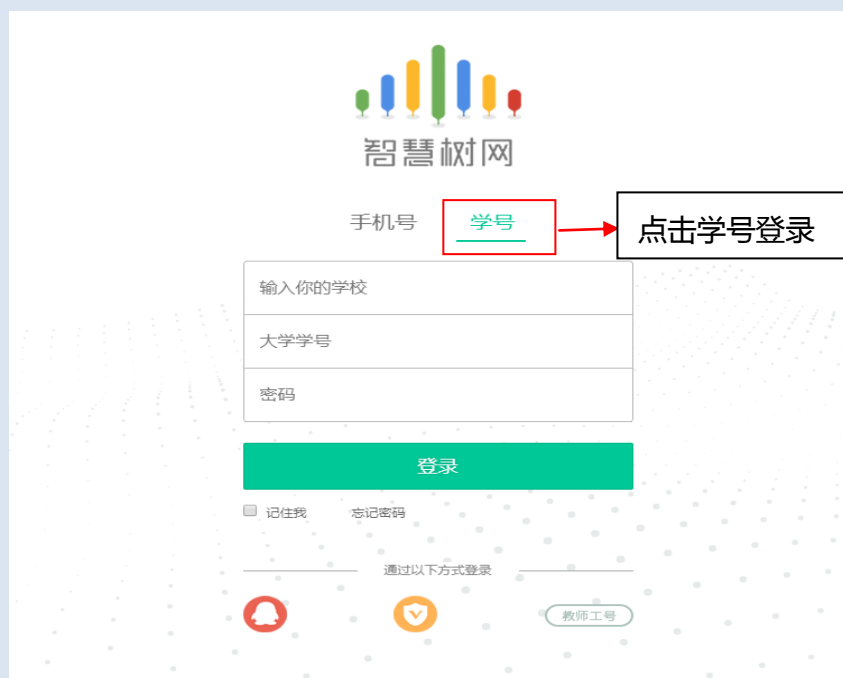 智慧树网
手机号 学号
点击学号登录
输入你的学校
大学学号
密码
登录
记住我 忘记密码
通过以下方式登录
教师工号